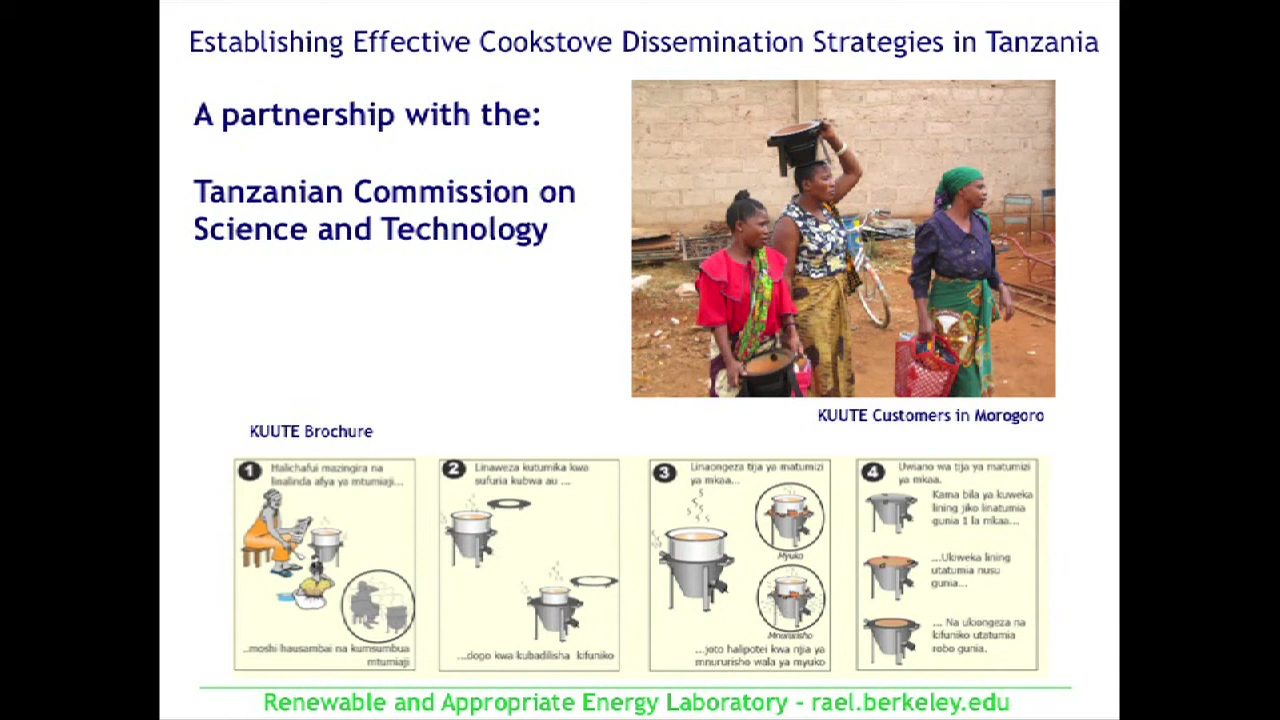 Establishing Effective Cookstove Dissemination Strategies in Tanzania
A partnership with the:
Tanzanian Commission on
Science and Technology
KUUTE Customers in Morogoro
KUUTE Brochure
1
Halichafui mazingira na
linalinda afya ya mtumiaji...
...moshi hausambai na kumsumbua
mtumiaji
2
Linaweza kutumika kwa
sufuria kubwa au ...
...dogo kwa kubadilisha kifuniko
3
Linaongeza tija ya matumizi
ya mkaa...
Myuko
Mnururisho
...joto halipotei kwa njia ya
mnururisho wala ya myuko
4
Uwiano wa tija ya matumizi
ya mkaa.
Kama bila ya kuweka
lining jiko linatumia
gunia 1 la mkaa...
...Ukiweka lining
utatumia nusu
gunia...
... Na ukiongeza na
kifuniko utatumia
robo gunia.
Renewable and Appropriate Energy Laboratory - rael.berkeley.edu